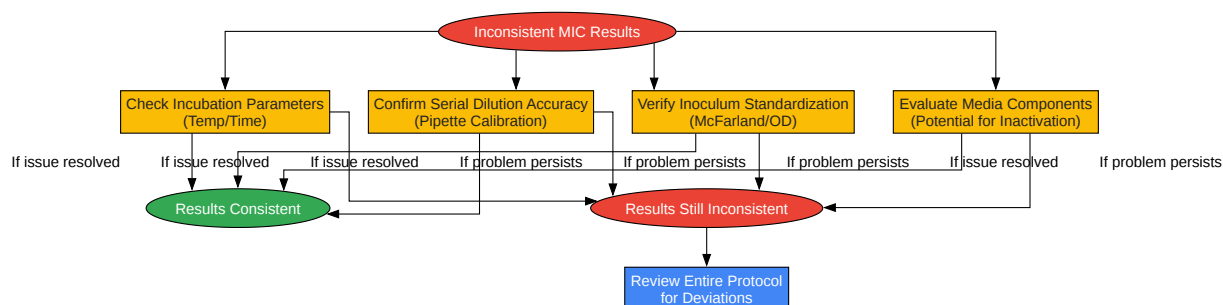 Inconsistent MIC Results
Check Incubation Parameters
(Temp/Time)
Confirm Serial Dilution Accuracy
(Pipette Calibration)
Verify Inoculum Standardization
(McFarland/OD)
Evaluate Media Components
(Potential for Inactivation)
If issue resolved
If issue resolved
If issue resolved
If problem persists
If problem persists
If problem persists
If issue resolved
If problem persists
Results Consistent
Results Still Inconsistent
Review Entire Protocol
for Deviations